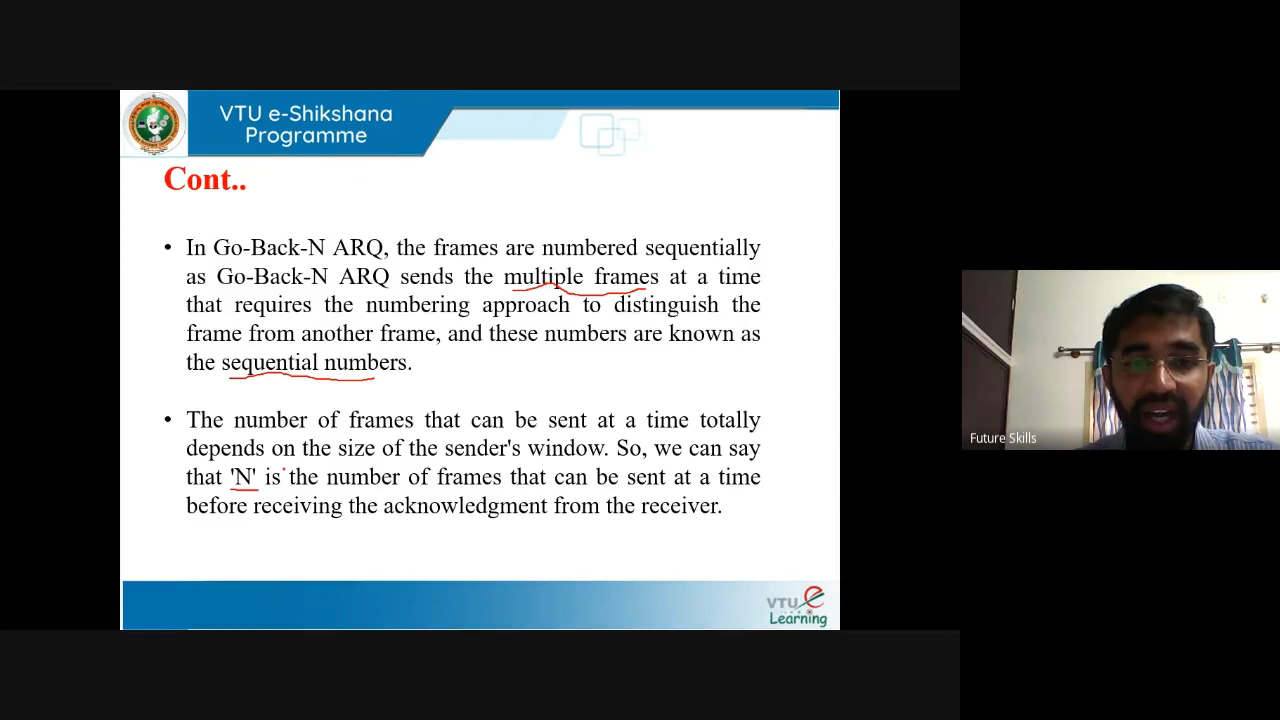 VTU e-Shikshana
Programme
Cont..
• In Go-Back-N ARQ, the frames are numbered sequentially
as Go-Back-N ARQ sends the multiple frames at a time
that requires the numbering approach to distinguish the
frame from another frame, and these numbers are known as
the sequential numbers.
• The number of frames that can be sent at a time totally
depends on the size of the sender's window. So, we can say
that 'N' is the number of frames that can be sent at a time
before receiving the acknowledgment from the receiver.
VTU e
Learning
Future Skills